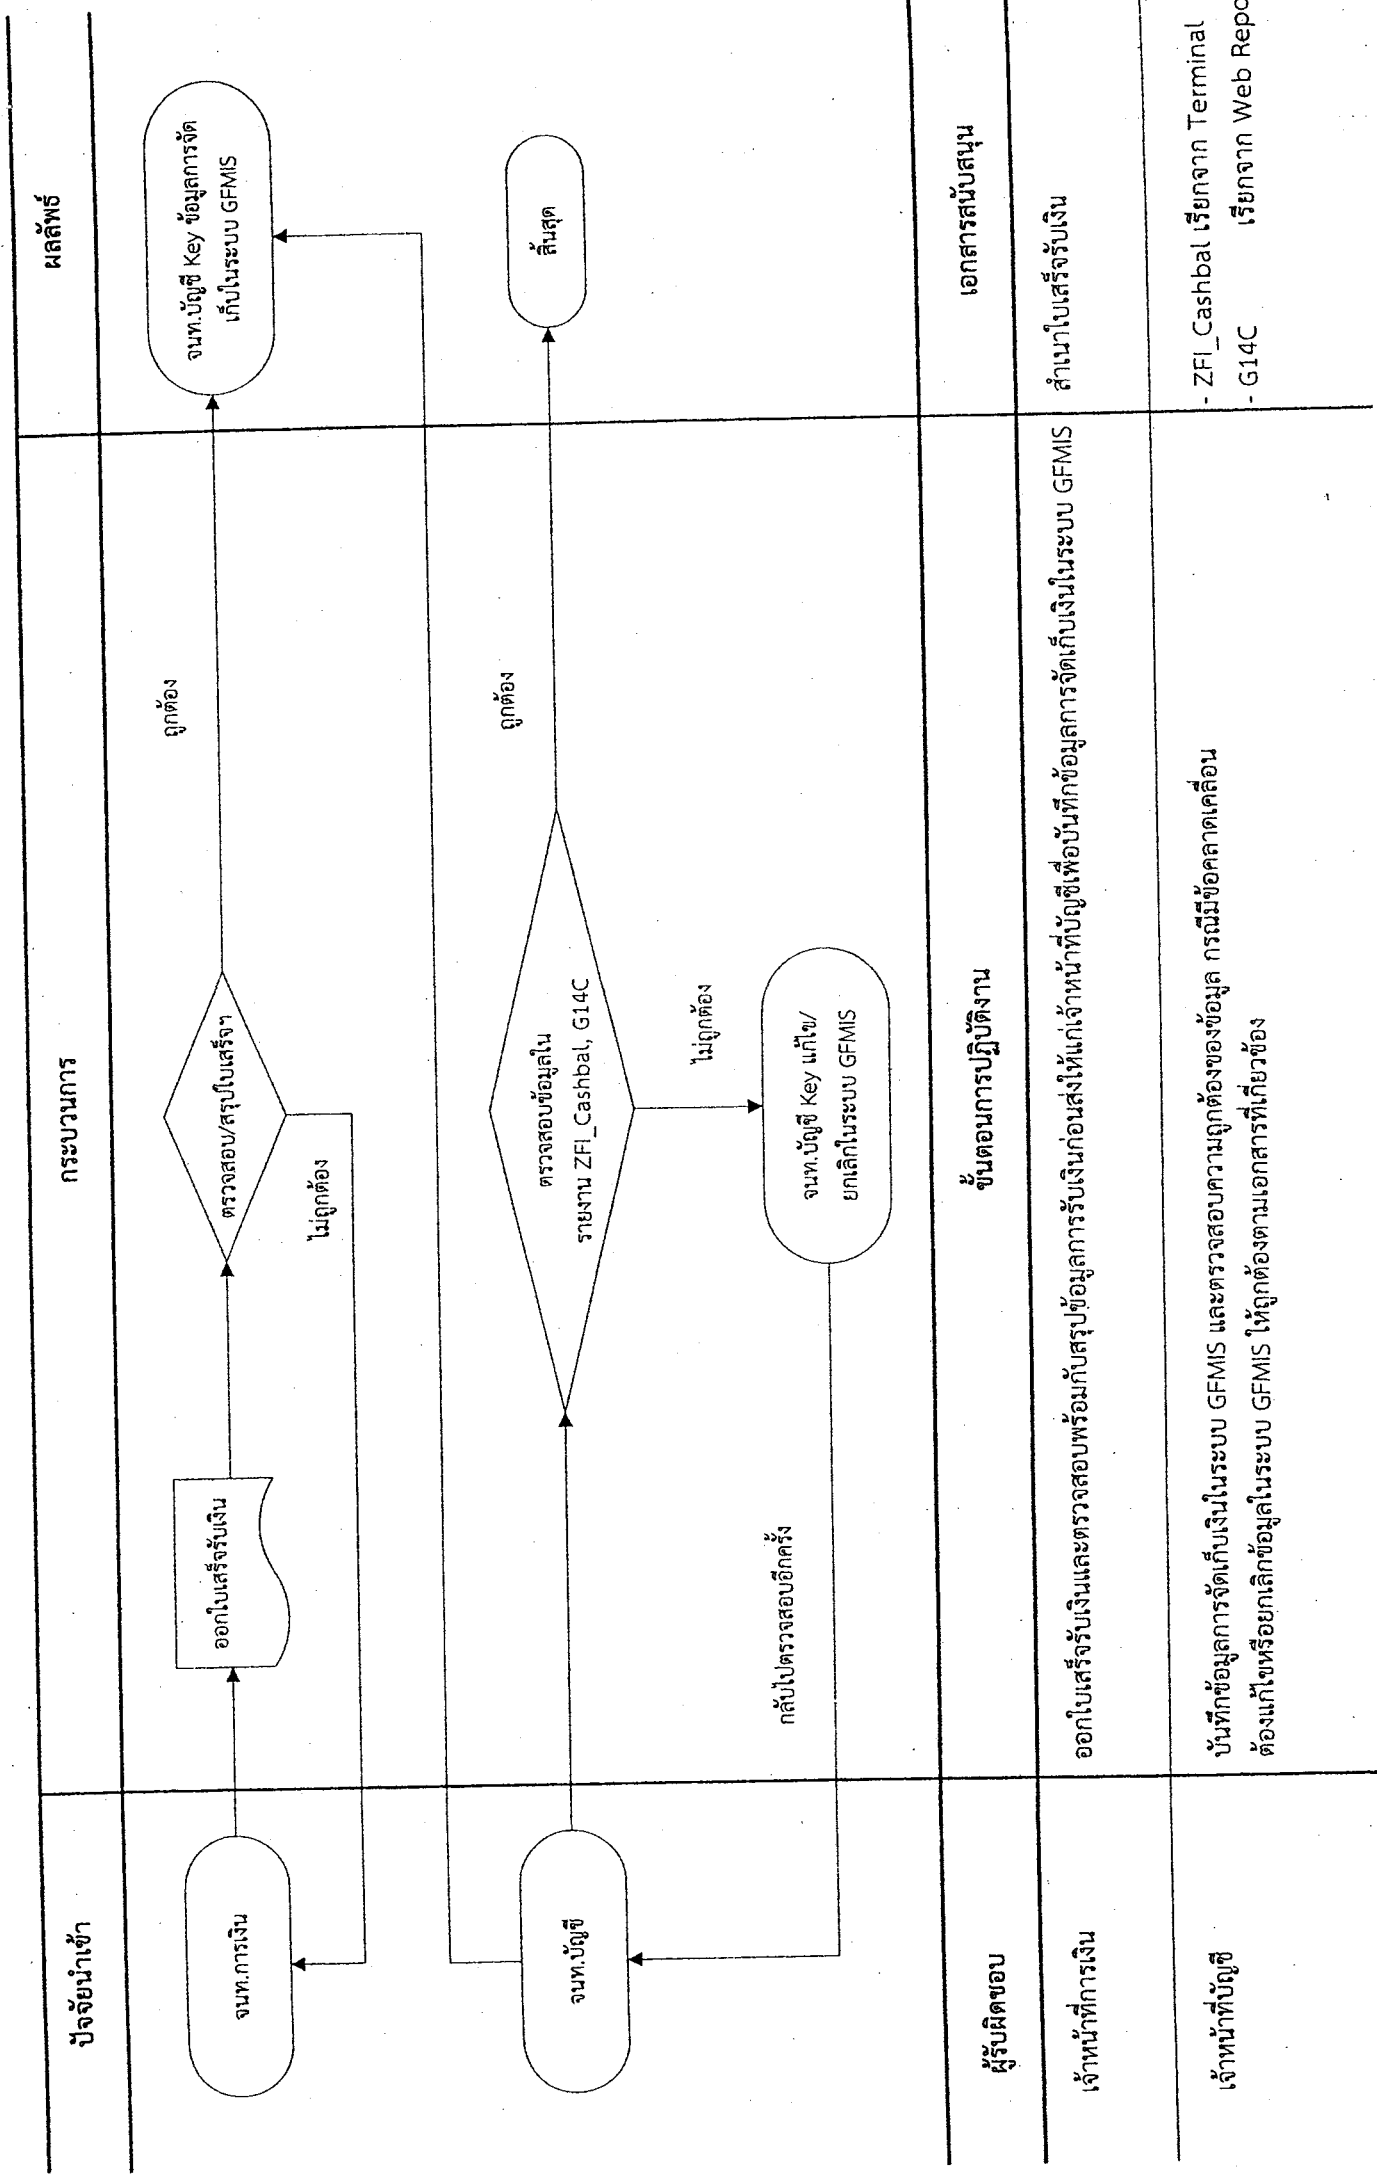 ปัจจัยนำเข้า
กระบวนการ
ผลลัพธ์
จนท.การเงิน
ออกใบเสร็จรับเงิน
ตรวจสอบ/สรุปใบเสร็จฯ
ถูกต้อง
จนท.บัญชี Key ข้อมูลการจัด
เก็บในระบบ GFMIS
ไม่ถูกต้อง
จนท.บัญชี
ตรวจสอบข้อมูลใน
รายงาน ZFI_Cashbal, G14C
ถูกต้อง
สิ้นสุด
ไม่ถูกต้อง
จนท.บัญชี Key แก้ไข/
ยกเลิกในระบบ GFMIS
กลับไปตรวจสอบอีกครั้ง
ผู้รับผิดชอบ
ขั้นตอนการปฏิบัติงาน
เอกสารสนับสนุน
เจ้าหน้าที่การเงิน
ออกใบเสร็จรับเงินและตรวจสอบพร้อมกับสรุปข้อมูลการรับเงินก่อนส่งให้แก่เจ้าหน้าที่บัญชีเพื่อบันทึกข้อมูลการจัดเก็บเงินในระบบ GFMIS
สำเนาใบเสร็จรับเงิน
เจ้าหน้าที่บัญชี
บันทึกข้อมูลการจัดเก็บเงินในระบบ GFMIS และตรวจสอบความถูกต้องของข้อมูล กรณีมีข้อคลาดเคลื่อน
ต้องแก้ไขหรือยกเลิกข้อมูลในระบบ GFMIS ให้ถูกต้องตามเอกสารที่เกี่ยวข้อง
- ZFI_Cashbal เรียกจาก Terminal
- G14C เรียกจาก Web Repo